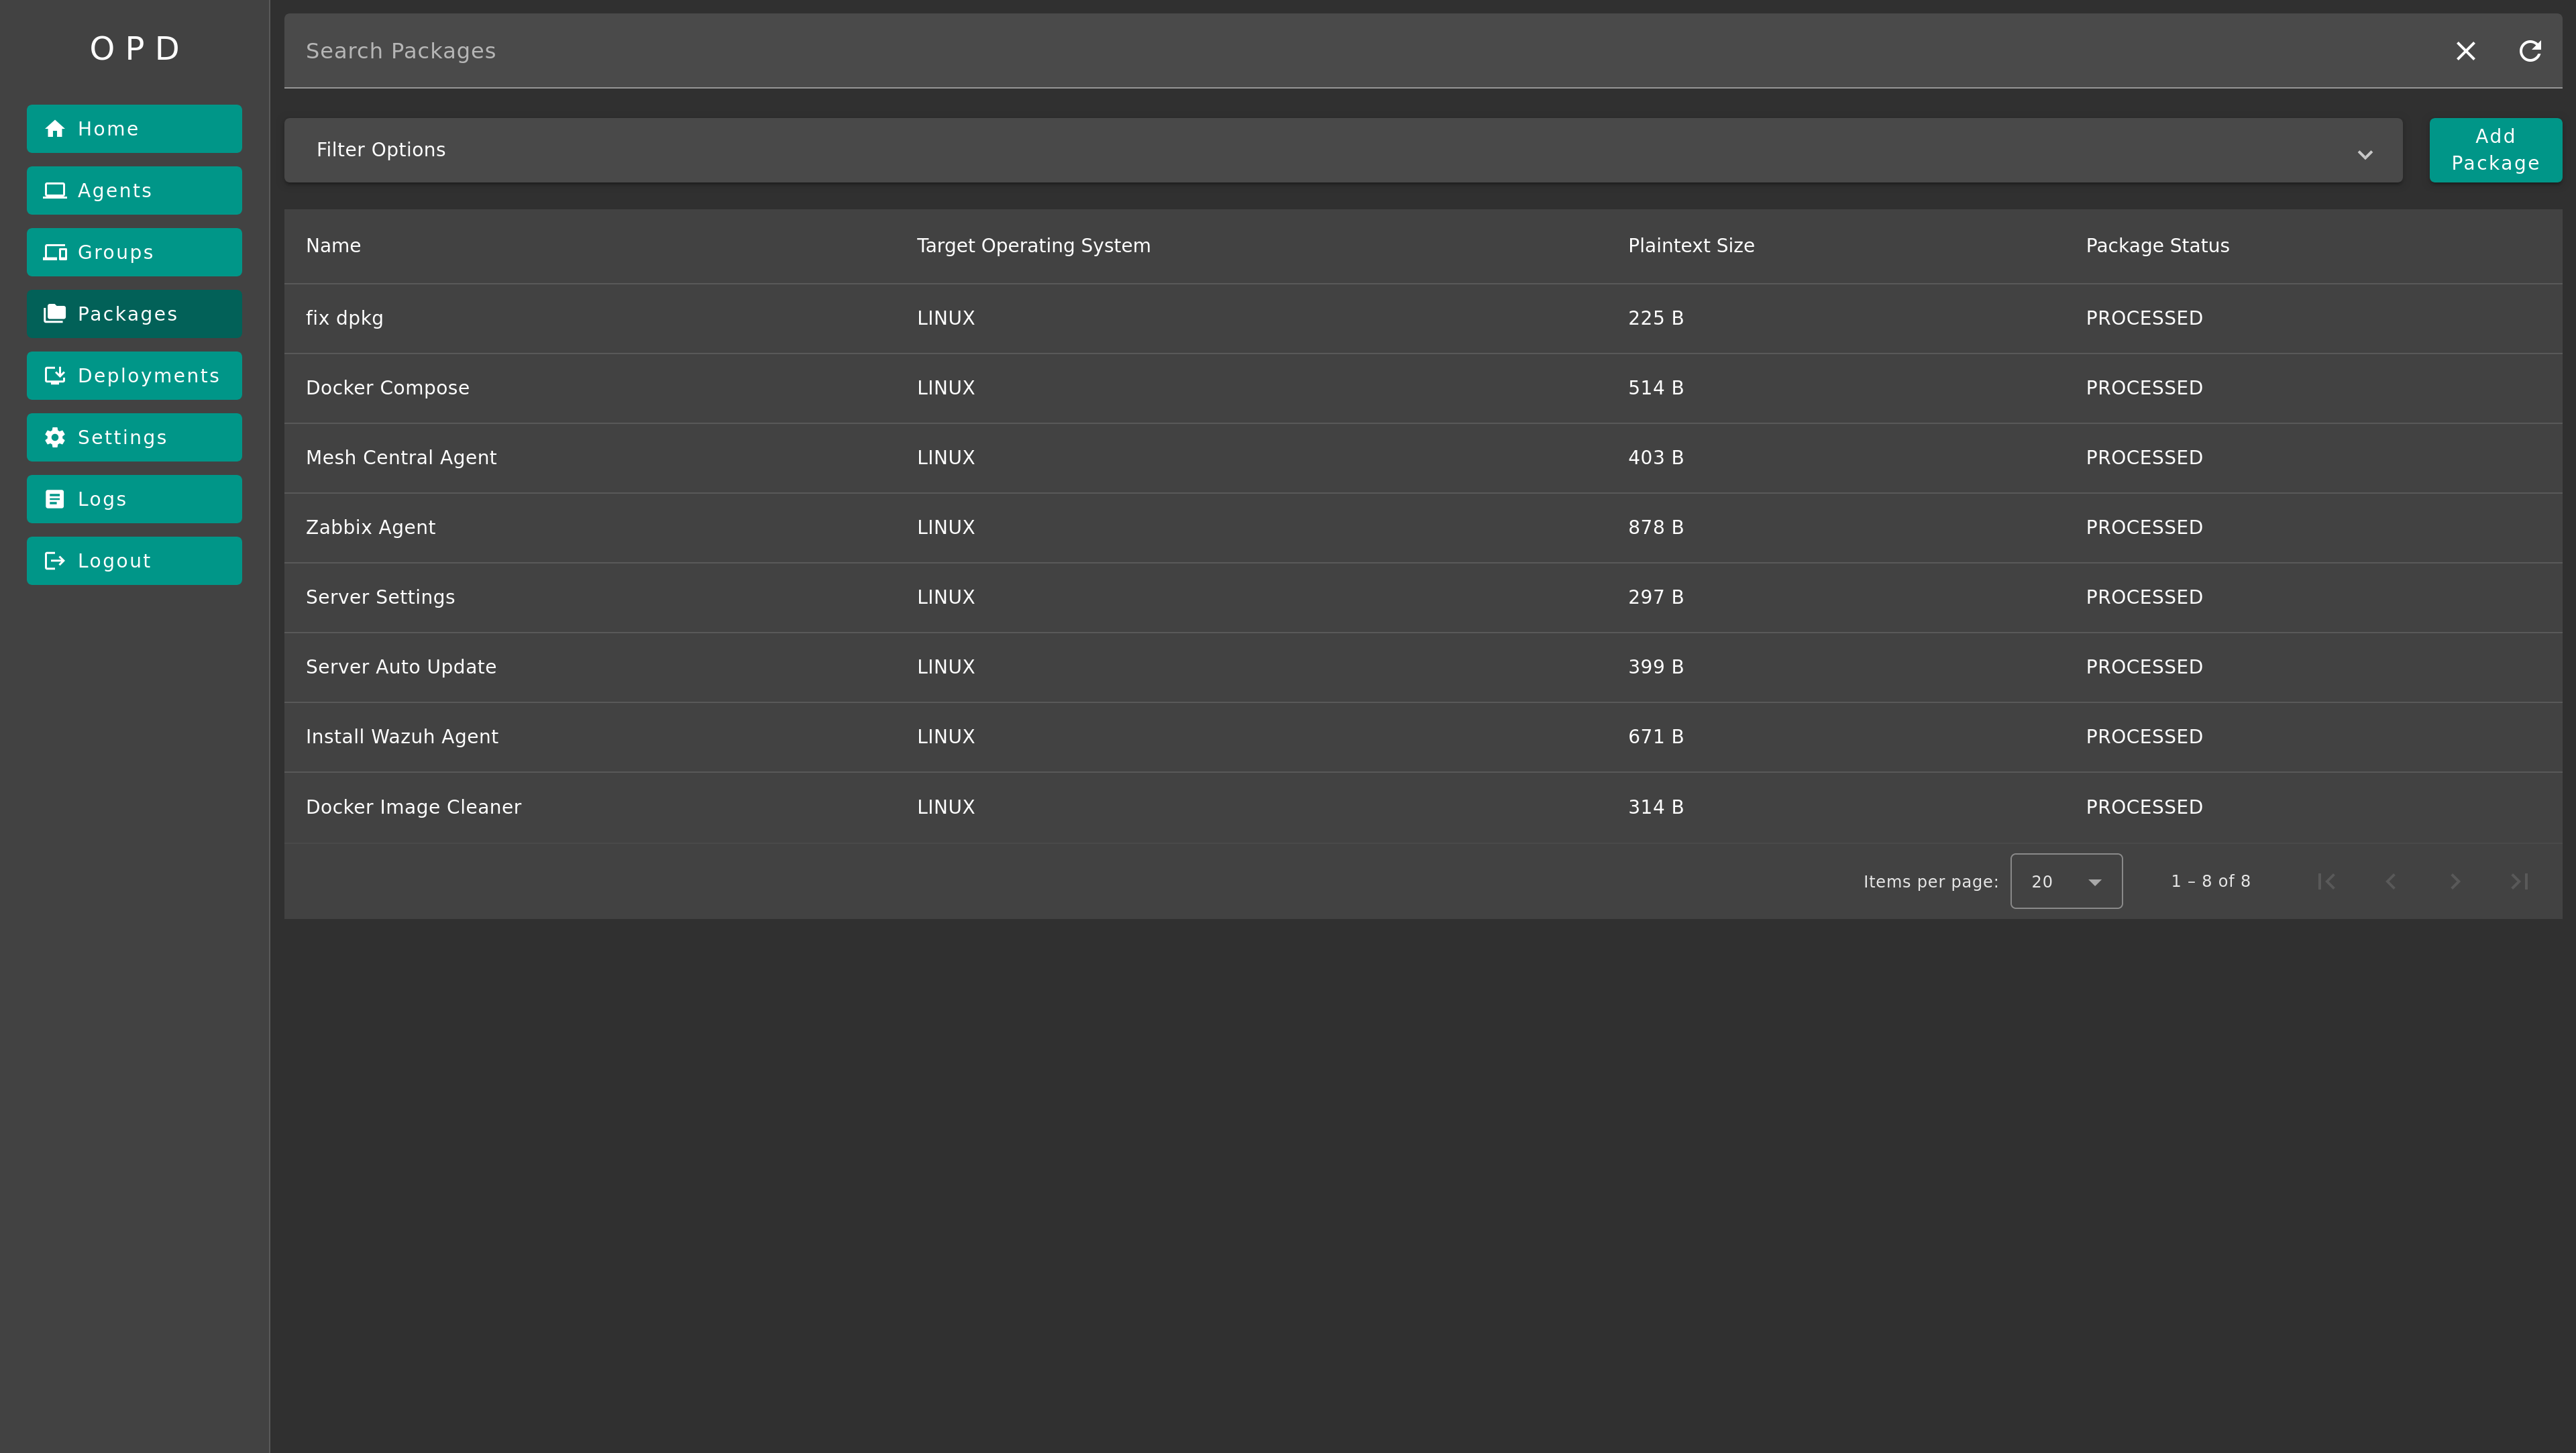 OPD
Home
Agents
Groups
Packages
Deployments
Settings
Logs
Logout
Search Packages
Filter Options
Add
Package
Name Target Operating System Plaintext Size Package Status
fix dpkg LINUX 225 B PROCESSED
Docker Compose LINUX 514 B PROCESSED
Mesh Central Agent LINUX 403 B PROCESSED
Zabbix Agent LINUX 878 B PROCESSED
Server Settings LINUX 297 B PROCESSED
Server Auto Update LINUX 399 B PROCESSED
Install Wazuh Agent LINUX 671 B PROCESSED
Docker Image Cleaner LINUX 314 B PROCESSED
Items per page: 20 1 – 8 of 8